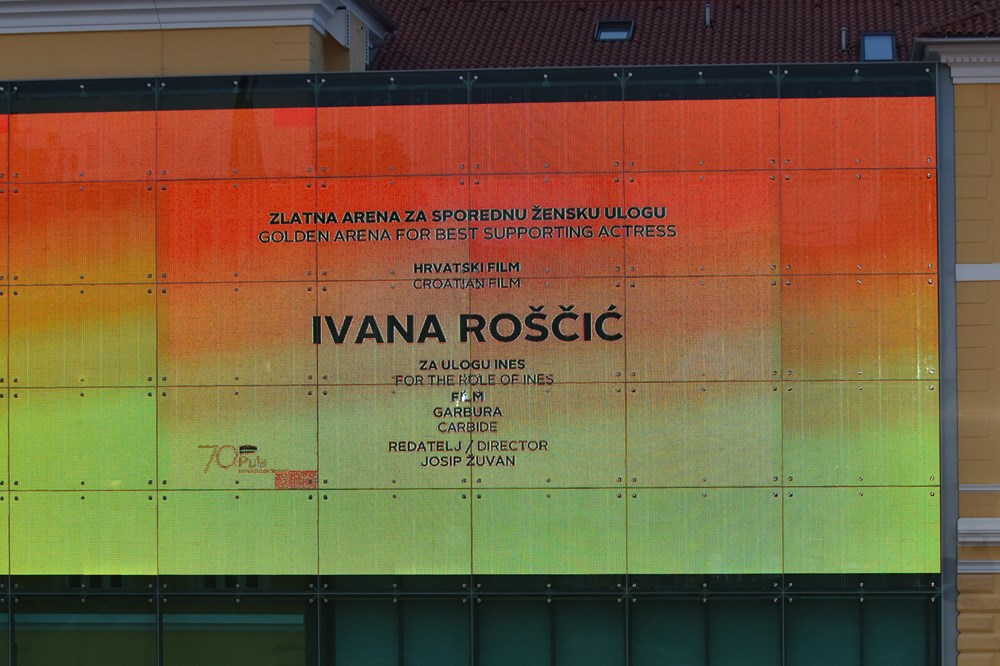 ZLATNA ARENA ZA SPOREDNU ŽENSKU ULOGU
GOLDEN ARENA FOR BEST SUPPORTING ACTRESS
HRVATSKI FILM
CROATIAN FILM
IVANA ROŠČIĆ
ZA ULOGU INES
FOR THE ROLE OF INES
FILM
GARBURA
CARBIDE
REDATELJ / DIRECTOR
JOSIP ŽUVAN
70
Pula